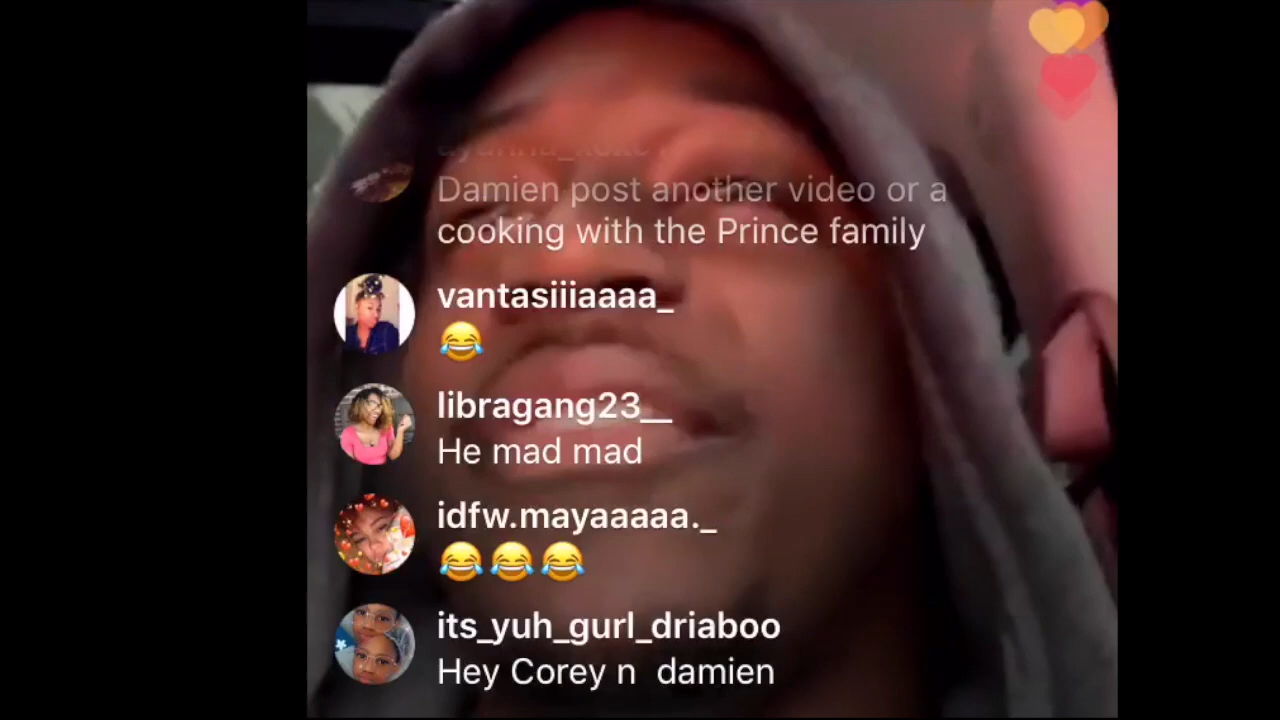 Damien post another video or a
cooking with the Prince family
vantasiiiaaaa_
😂
libragang23__
He mad mad
idfw.mayaaaaa._
😂😂😂
its_yuh_gurl_driaboo
Hey Corey n  damien